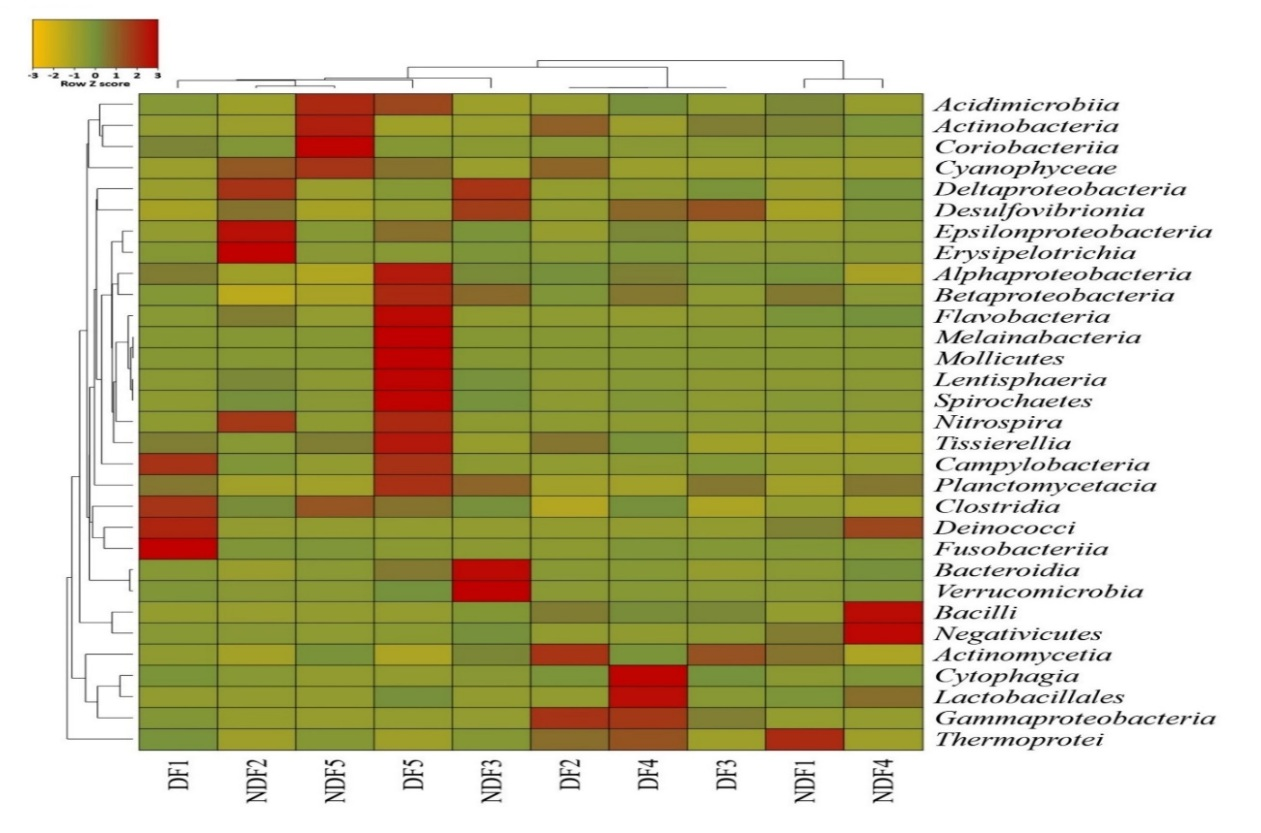 -3 -2 -1 0 1 2 3
Row Z score
Acidimicrobiia
Actinobacteria
Coriobacteriia
Cyanophyceae
Deltaproteobacteria
Desulfovibrionia
Epsilonproteobacteria
Erysipelotrichia
Alphaproteobacteria
Betaproteobacteria
Flavobacteria
Melainabacteria
Mollicutes
Lentisphaeria
Spirochaetes
Nitrospira
Tissierellia
Campylobacteria
Planctomycetacia
Clostridia
Deinococci
Fusobacteriia
Bacteroidia
Verrucomicrobia
Bacilli
Negativicutes
Actinomycetia
Cytophagia
Lactobacillales
Gammaproteobacteria
Thermoprotei
DF1 NDF2 NDF5 DF5 NDF3 DF2 DF4 DF3 NDF1 NDF4